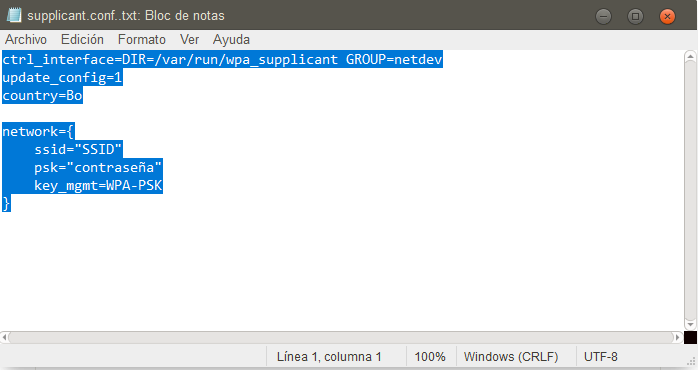 supplicant.conf..txt: Bloc de notas
Archivo Edición Formato Ver Ayuda
ctrl_interface=DIR=/var/run/wpa_supplicant GROUP=netdev
update_config=1
country=Bo
network={
    ssid="SSID"
    psk="contraseña"
    key_mgmt=WPA-PSK
}
Línea 1, columna 1 100% Windows (CRLF) UTF-8